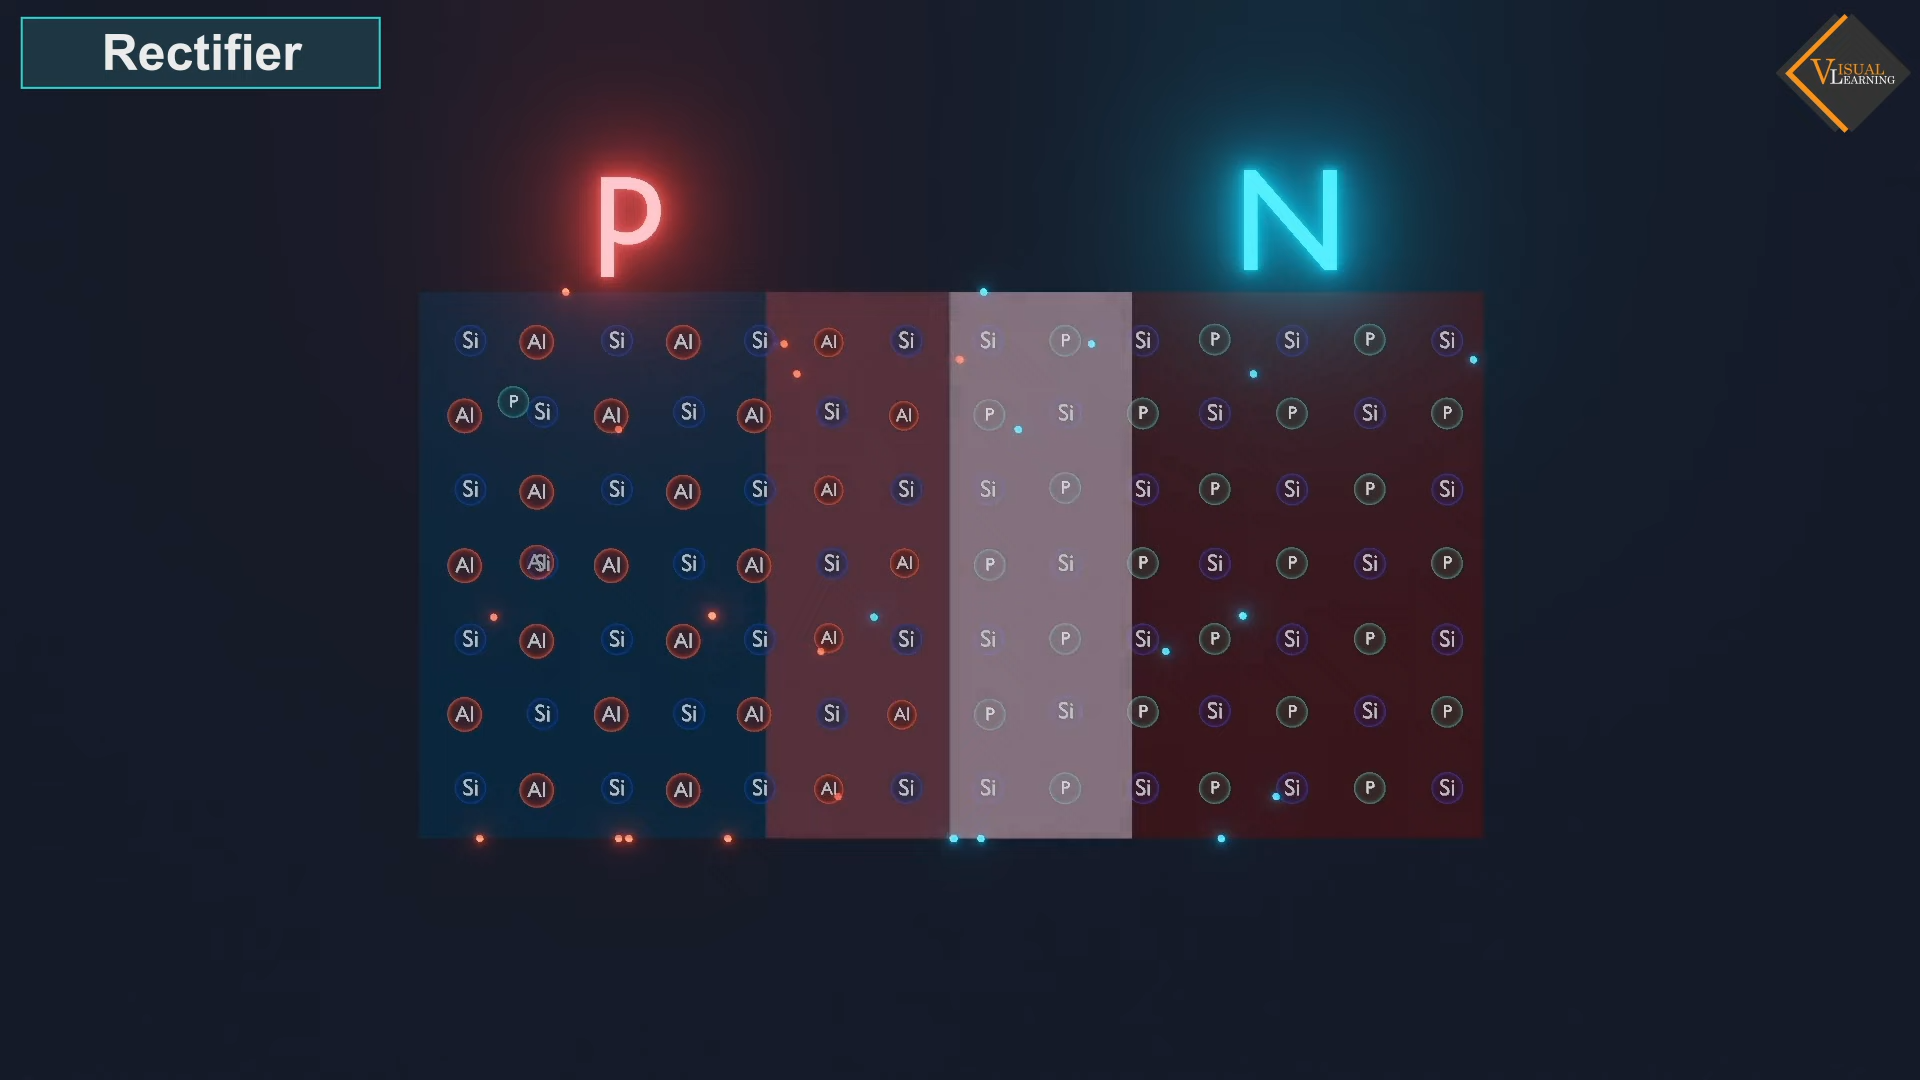 Rectifier
VISUAL
LEARNING
P N
Si Al Si Al Si Al Si Si P Si P Si P Si
Al P Si Al Si Al Si Al P Si P Si P Si P
Si Al Si Al Si Al Si Si P Si P Si P Si
Al Al Si Al Si Al Si Al P Si P Si P Si P
Si Al Si Al Si Al Si Si P Si P Si P Si
Al Si Al Si Al Si Al P Si P Si P Si P
Si Al Si Al Si Al Si Si P Si P Si P Si